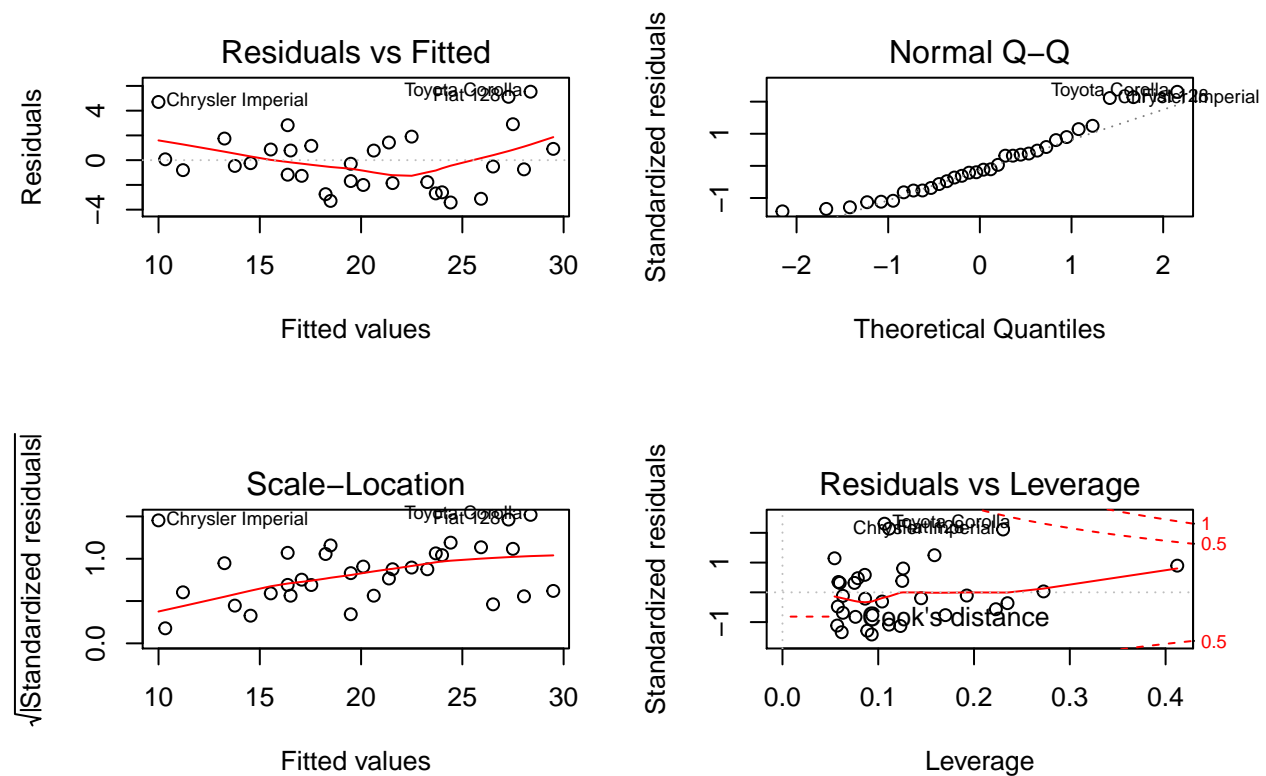 Residuals vs Fitted
Residuals
4
0
−4
Chrysler Imperial
Toyota Corolla
Fiat 128
10 15 20 25 30
Fitted values
Normal Q−Q
Standardized residuals
1
−1
Toyota Corolla
Fiat 128
Chrysler Imperial
−2 −1 0 1 2
Theoretical Quantiles
Scale−Location
√|Standardized residuals|
1.0
0.0
Chrysler Imperial
Toyota Corolla
Fiat 128
10 15 20 25 30
Fitted values
Residuals vs Leverage
Standardized residuals
1
−1
Toyota Corolla
Fiat 128
Chrysler Imperial
Cook's distance
1
0.5
0.5
0.0 0.1 0.2 0.3 0.4
Leverage